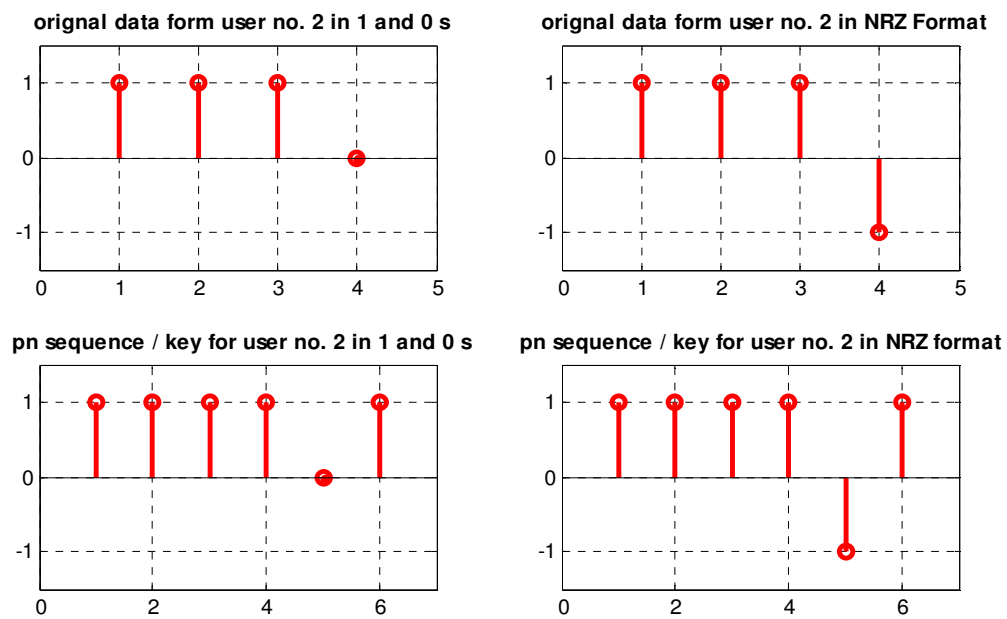 orignal data form user no. 2 in 1 and 0 s
1
0
-1
0 1 2 3 4 5
orignal data form user no. 2 in NRZ Format
1
0
-1
0 1 2 3 4 5
pn sequence / key for user no. 2 in 1 and 0 s
1
0
-1
0 2 4 6
pn sequence / key for user no. 2 in NRZ format
1
0
-1
0 2 4 6